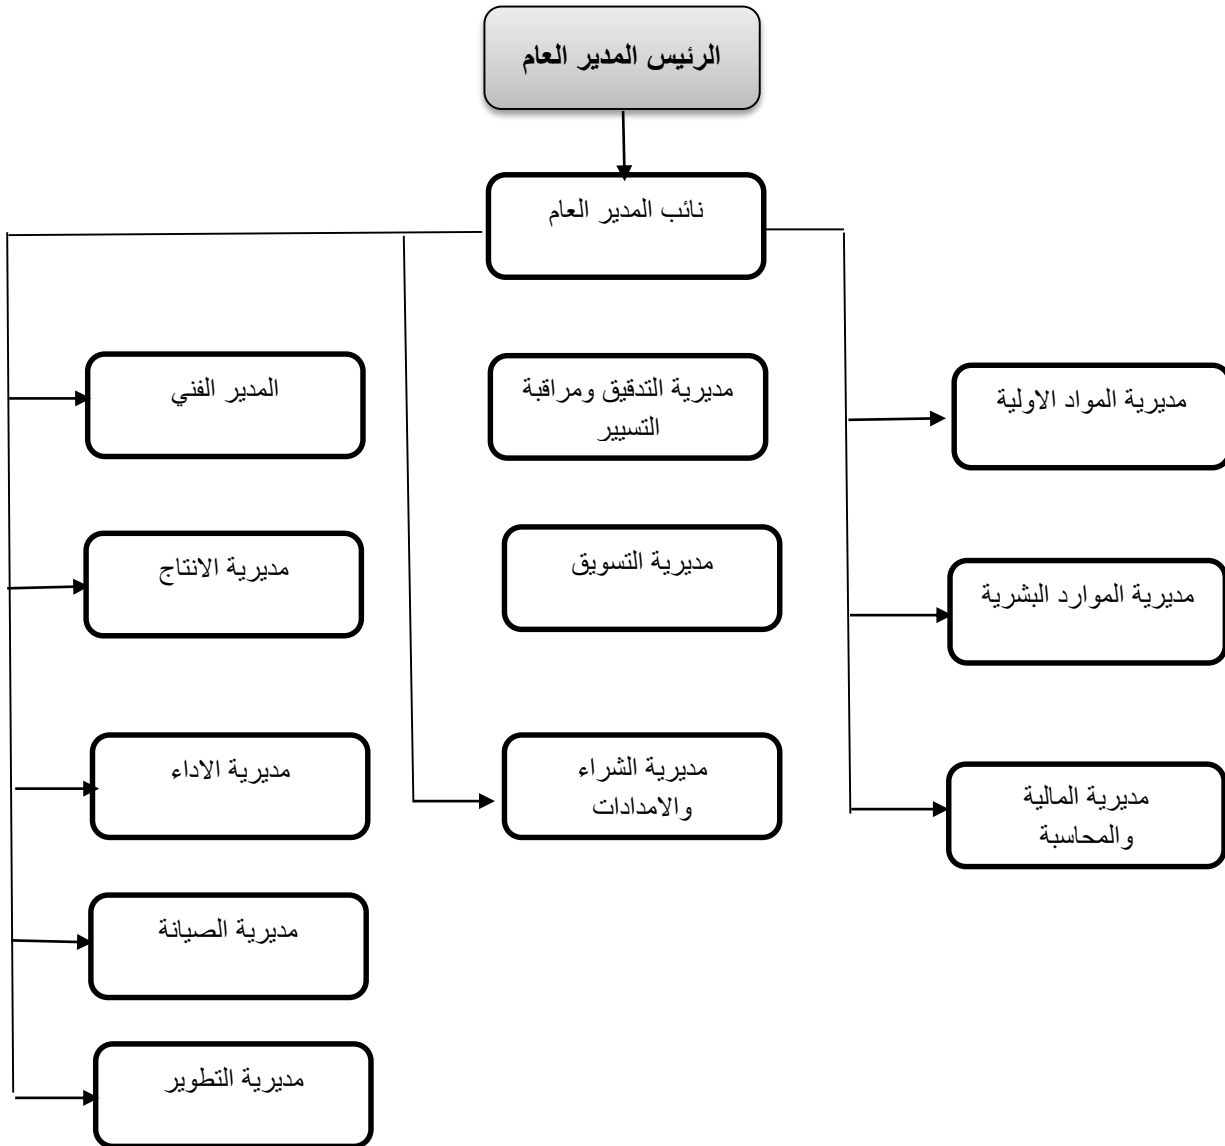 الرئيس المدير العام
نائب المدير العام
مديرية المواد الاولية
مديرية التدقيق ومراقبة
التسيير
المدير الفني
مديرية الموارد البشرية
مديرية التسويق
مديرية الانتاج
مديرية المالية
والمحاسبة
مديرية الشراء
والامدادات
مديرية الاداء
مديرية الصيانة
مديرية التطوير